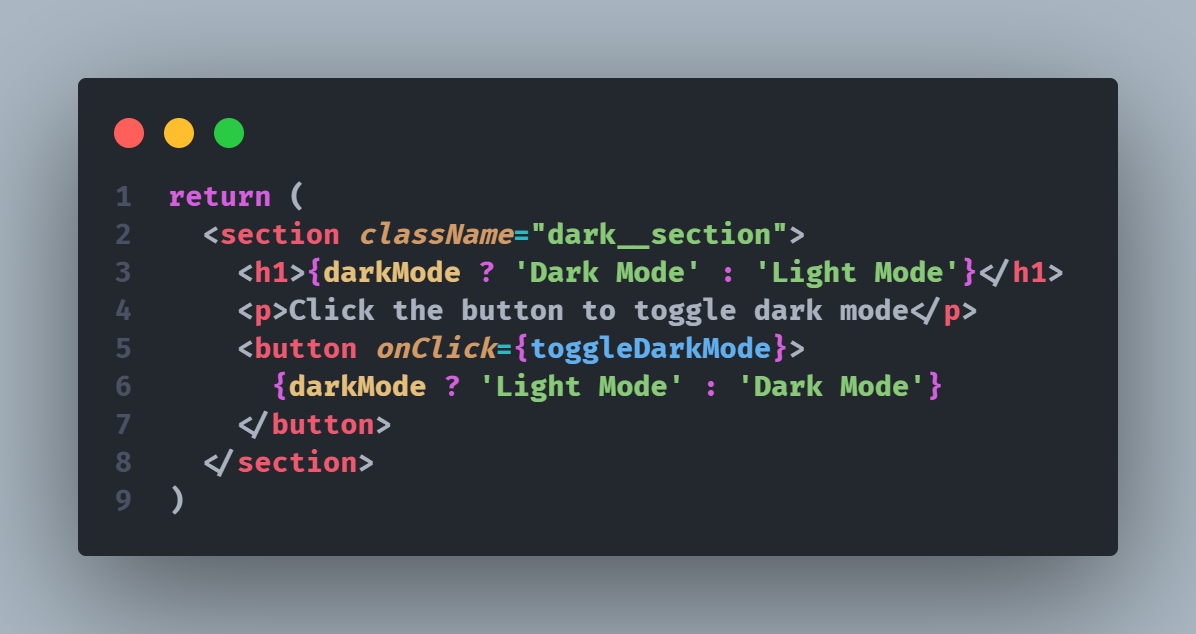 1 return (
2   <section className="dark__section">
3     <h1>{darkMode ? 'Dark Mode' : 'Light Mode'}</h1>
4     <p>Click the button to toggle dark mode</p>
5     <button onClick={toggleDarkMode}>
6       {darkMode ? 'Light Mode' : 'Dark Mode'}
7     </button>
8   </section>
9 )